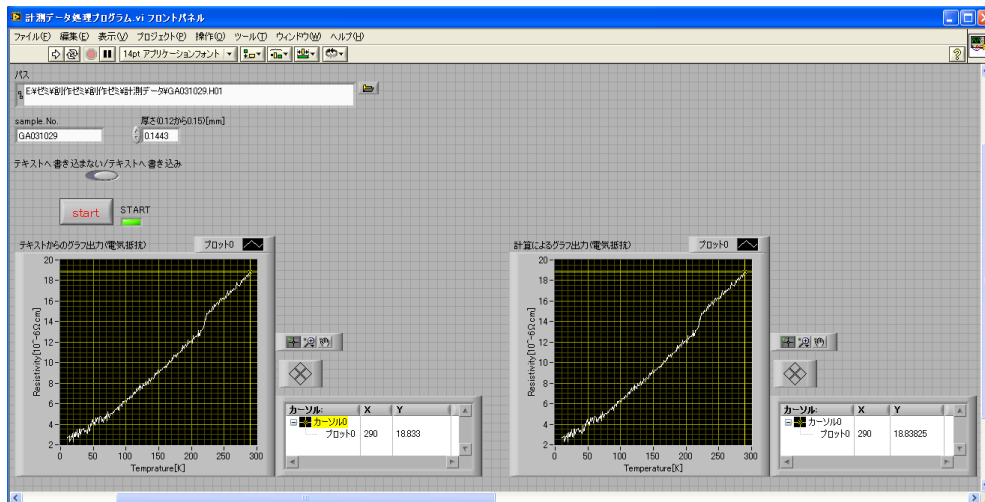 計測データ処理プログラム.vi フロントパネル
ファイル(F) 編集(E) 表示(V) プロジェクト(P) 操作(O) ツール(T) ウィンドウ(W) ヘルプ(H)
14pt アプリケーションフォント
パス
E:¥ゼミ¥創作ゼミ¥創作ゼミ¥計測データ¥GA031029.H01
sample. No.
厚さ(0.12から0.15)[mm]
GA031029
0.1443
テキストへ書き込まない/テキストへ書き込み
start
START
テキストからのグラフ出力(電気抵抗)
プロット0
Resistivity[10^-6Ωcm]
20
18
16
14
12
10
8
6
4
2
0 50 100 150 200 250 300
Temprature[K]
カーソル: X Y
カーソル0
プロット0 290 18.833
計算によるグラフ出力(電気抵抗)
プロット0
Resistivity[10^-6Ωcm]
20
18
16
14
12
10
8
6
4
2
0 50 100 150 200 250 300
Temperature[K]
カーソル: X Y
カーソル0
プロット0 290 18.83825